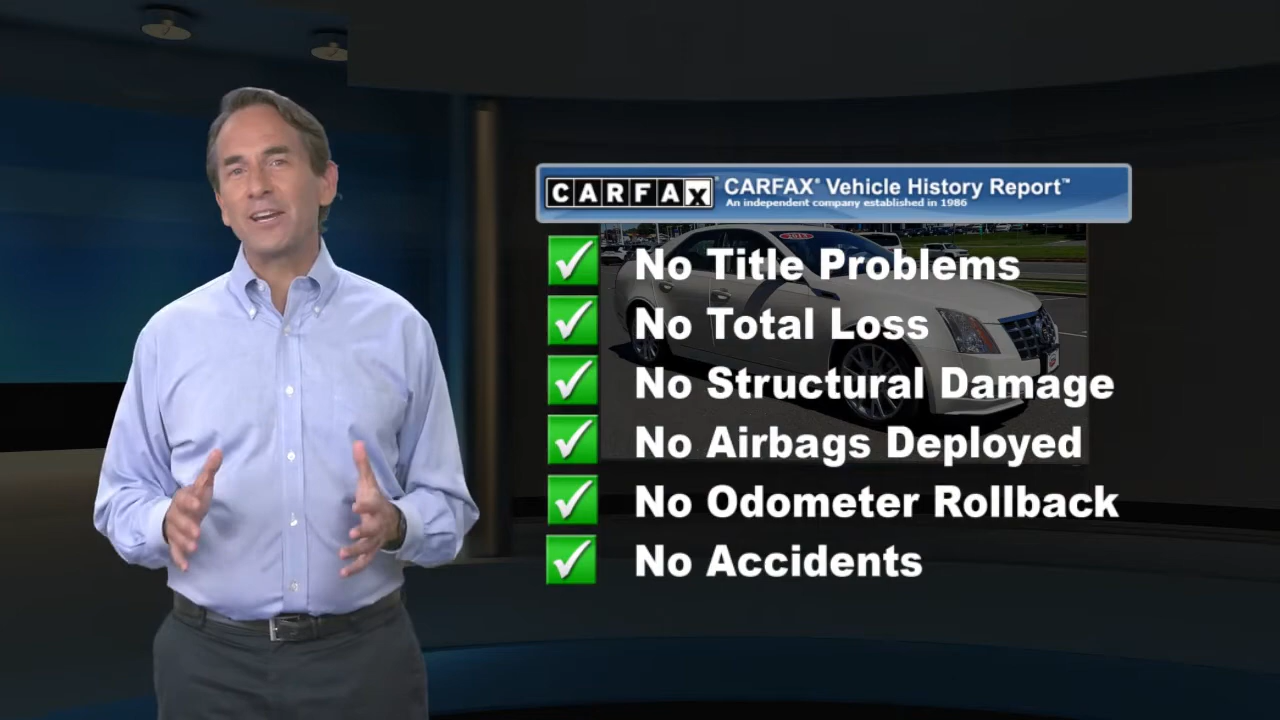 CARFAX® CARFAX® Vehicle History Report™
An independent company established in 1986
No Title Problems
No Total Loss
No Structural Damage
No Airbags Deployed
No Odometer Rollback
No Accidents